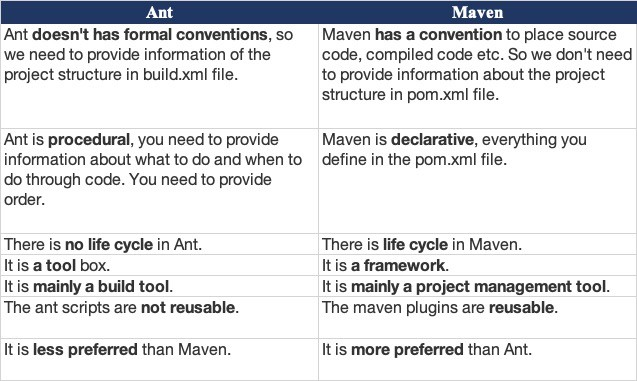 Ant
Maven
Ant doesn't has formal conventions, so
we need to provide information of the
project structure in build.xml file.
Maven has a convention to place source
code, compiled code etc. So we don't need
to provide information about the project
structure in pom.xml file.
Ant is procedural, you need to provide
information about what to do and when to
do through code. You need to provide
order.
Maven is declarative, everything you
define in the pom.xml file.
There is no life cycle in Ant.
There is life cycle in Maven.
It is a tool box.
It is a framework.
It is mainly a build tool.
It is mainly a project management tool.
The ant scripts are not reusable.
The maven plugins are reusable.
It is less preferred than Maven.
It is more preferred than Ant.